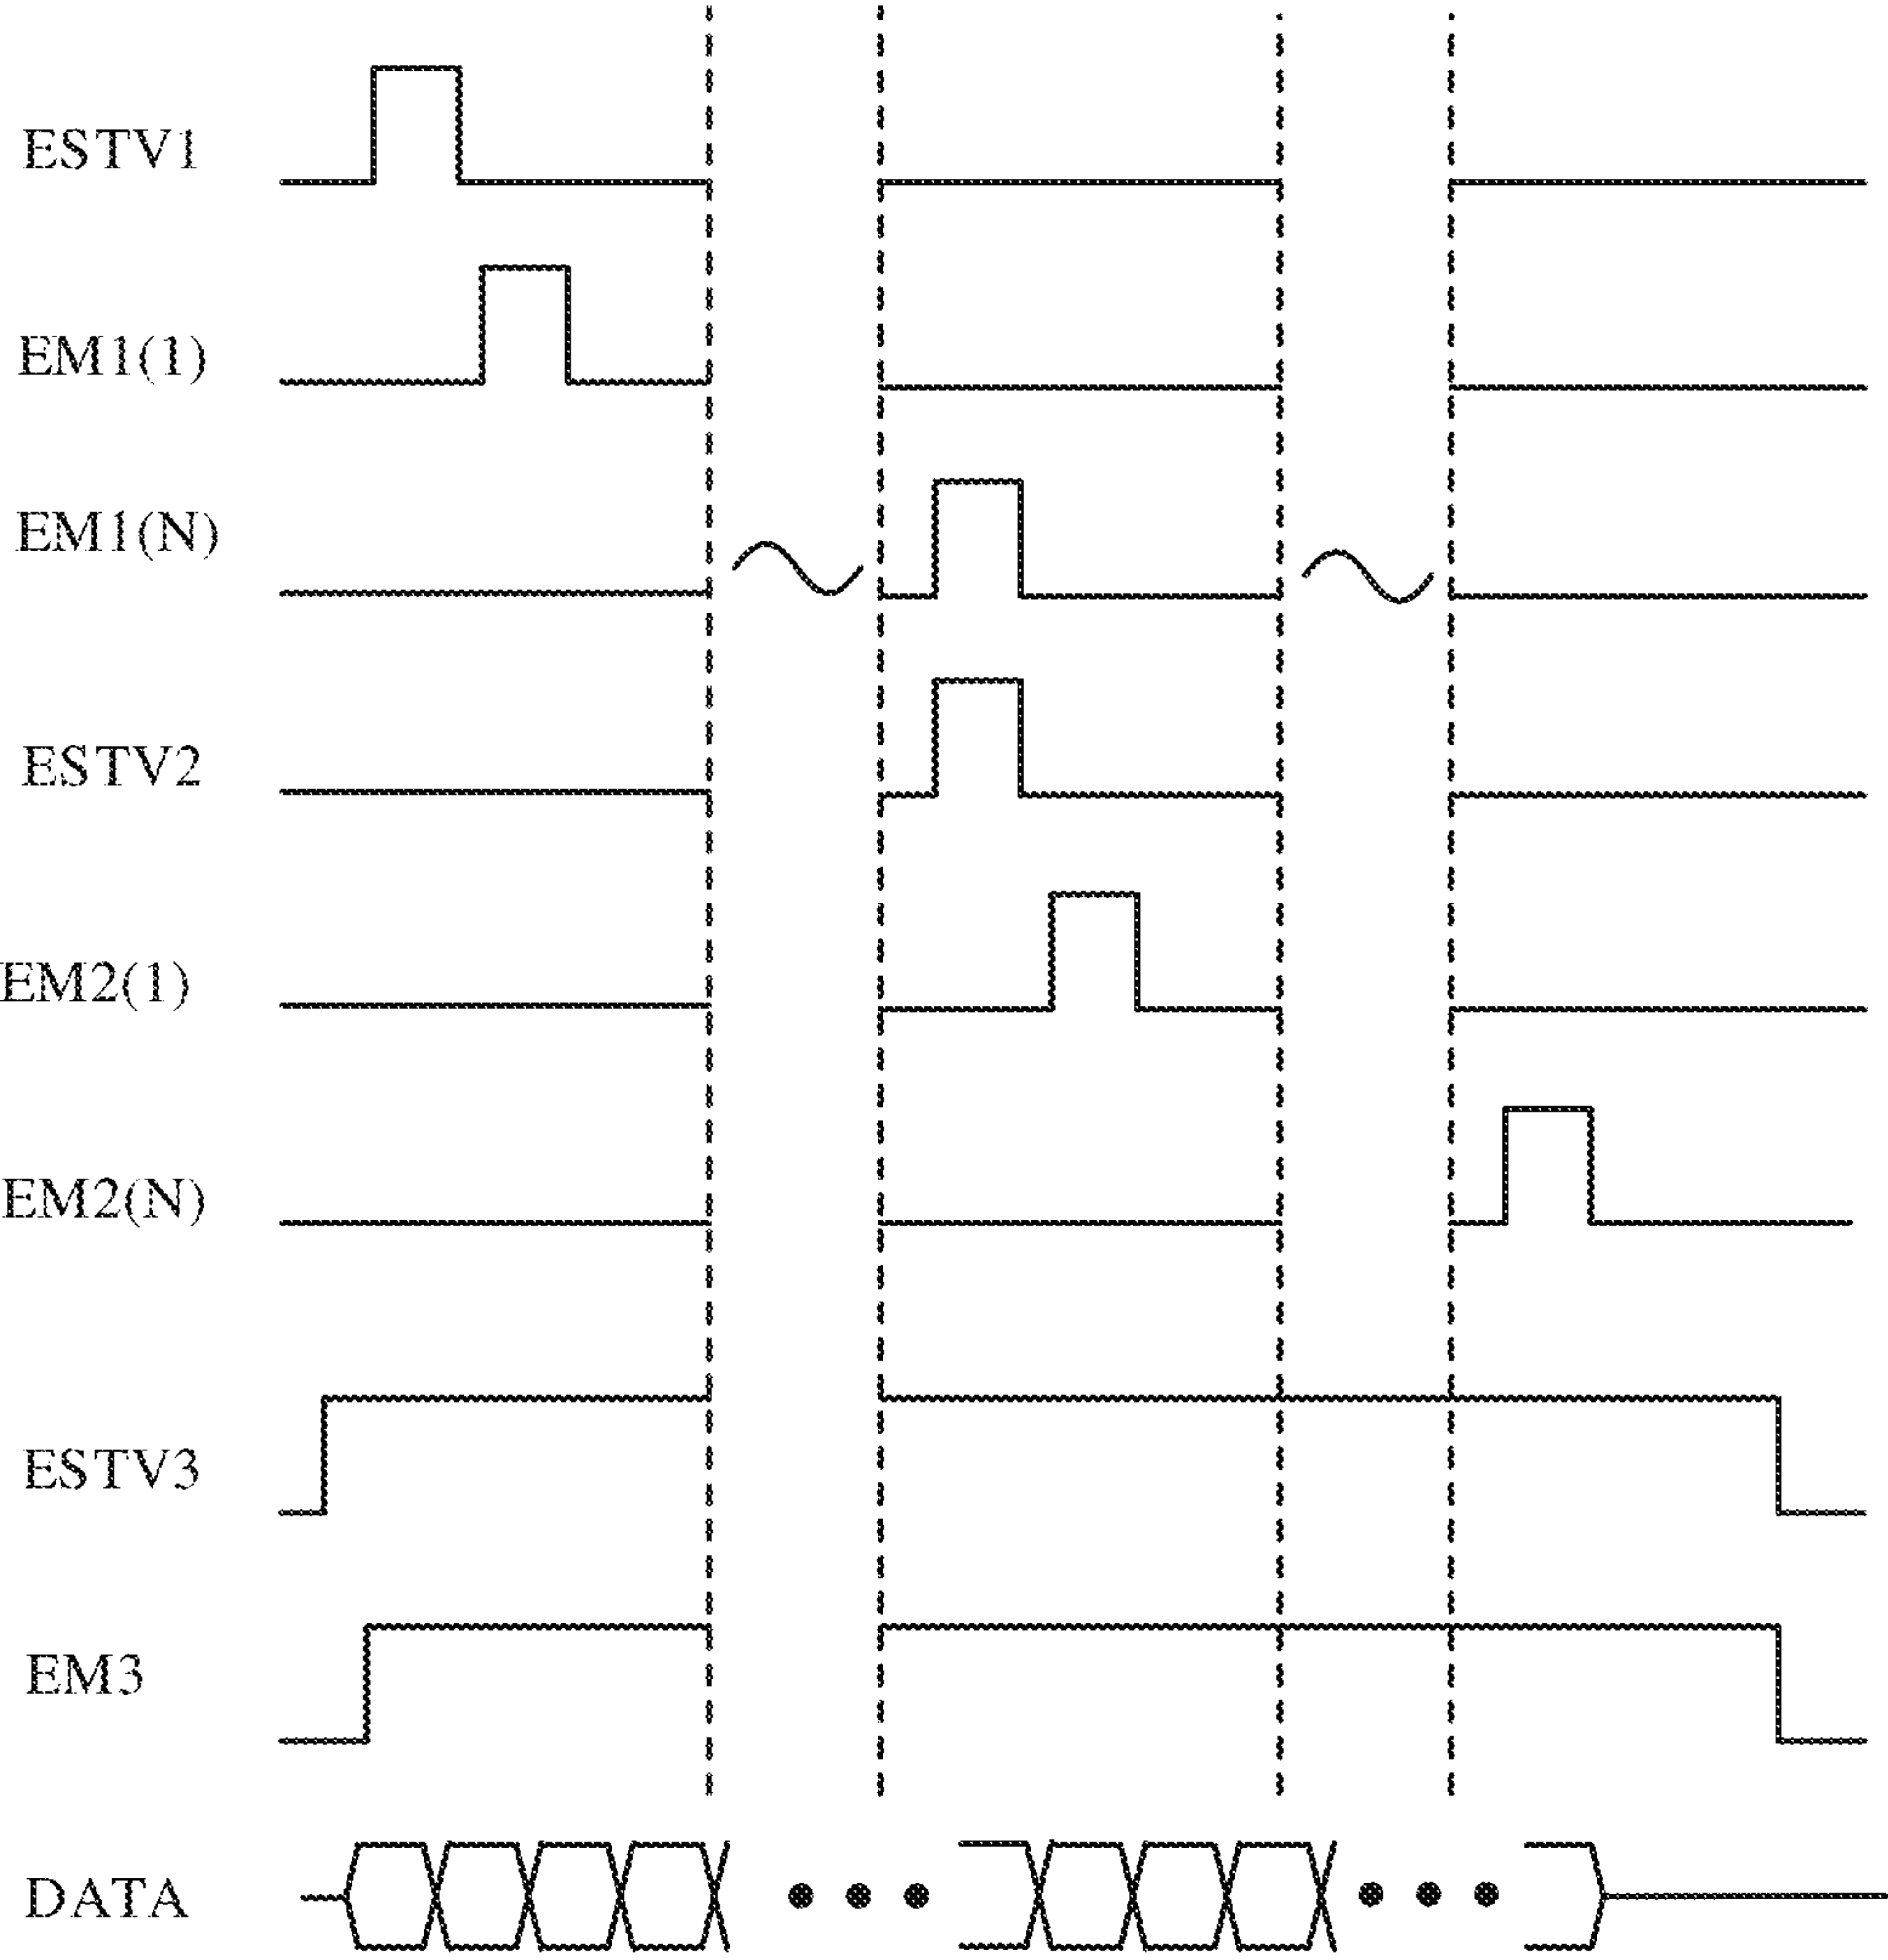 ESTV1
EM1(1)
EM1(N)
ESTV2
EM2(1)
EM2(N)
ESTV3
EM3
DATA